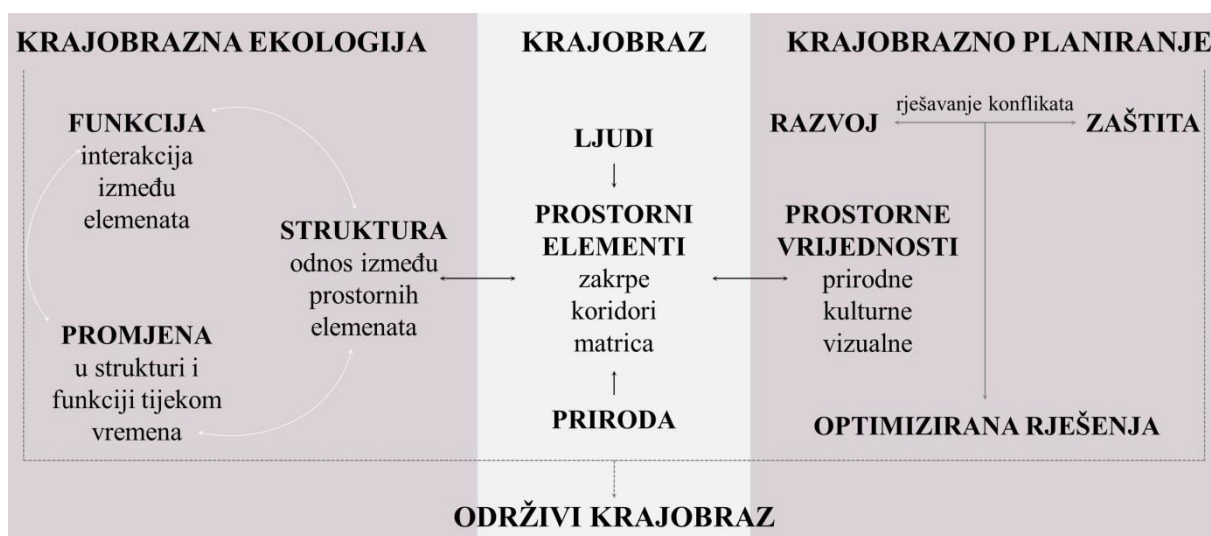 KRAJOBRAZNA EKOLOGIJA
FUNKCIJA
interakcija
između
elemenata
STRUKTURA
odnos između
prostornih
elemenata
PROMJENA
u strukturi i
funkciji tijekom
vremena
KRAJOBRAZ
LJUDI
PROSTORNI
ELEMENTI
zakrpe
koridori
matrica
PRIRODA
KRAJOBRAZNO PLANIRANJE
rješavanje konflikata
RAZVOJ
ZAŠTITA
PROSTORNE
VRIJEDNOSTI
prirodne
kulturne
vizualne
OPTIMIZIRANA RJEŠENJA
ODRŽIVI KRAJOBRAZ